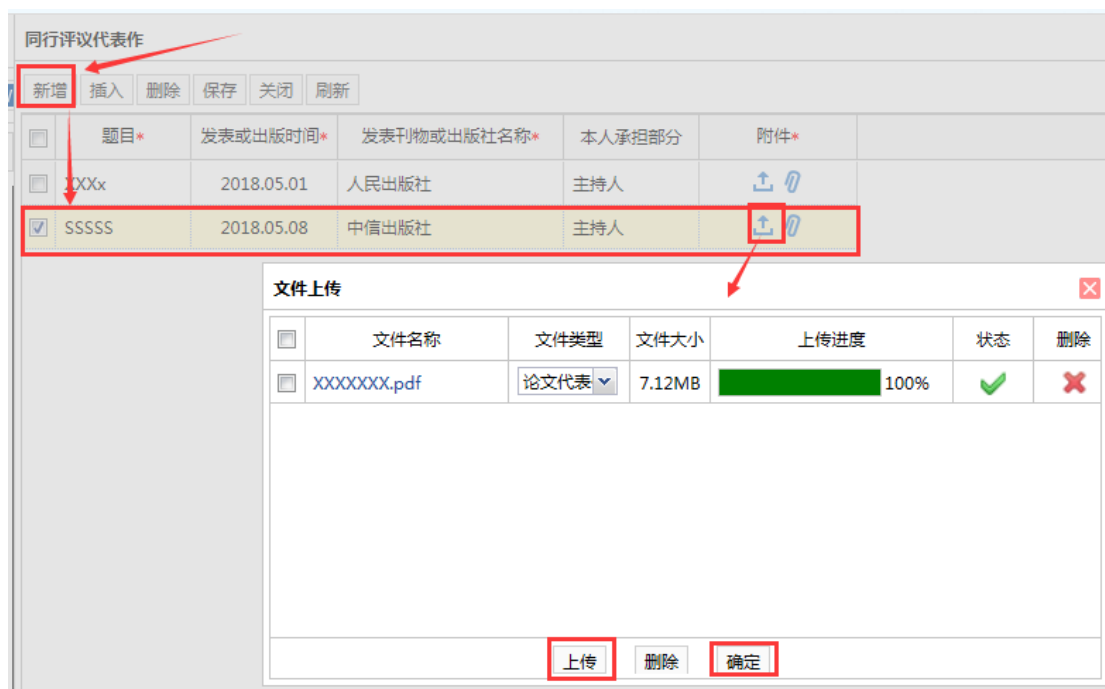 同行评议代表作
新增 插入 删除 保存 关闭 刷新
题目* 发表或出版时间* 发表刊物或出版社名称* 本人承担部分 附件*
XXXx 2018.05.01 人民出版社 主持人
SSSSS 2018.05.08 中信出版社 主持人
文件上传
文件名称 文件类型 文件大小 上传进度 状态 删除
XXXXXXX.pdf 论文代表 7.12MB 100%
上传 删除 确定